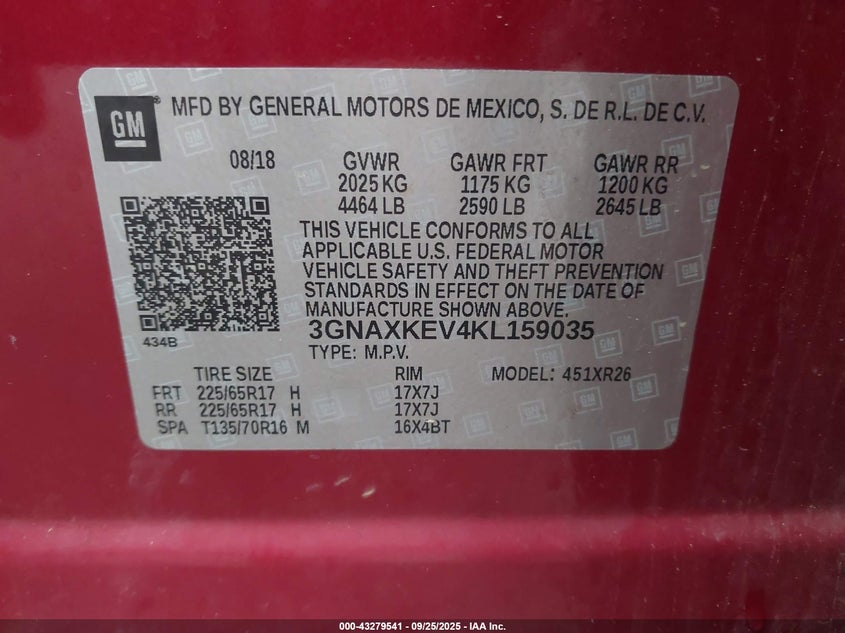 GM
MFD BY GENERAL MOTORS DE MEXICO, S. DE R.L. DE C.V.
08/18 GVWR GAWR FRT GAWR RR
2025 KG 1175 KG 1200 KG
4464 LB 2590 LB 2645 LB
THIS VEHICLE CONFORMS TO ALL
APPLICABLE U.S. FEDERAL MOTOR
VEHICLE SAFETY AND THEFT PREVENTION
STANDARDS IN EFFECT ON THE DATE OF
MANUFACTURE SHOWN ABOVE.
434B
3GNAXKEV4KL159035
TYPE: M.P.V.
TIRE SIZE RIM MODEL: 451XR26
FRT 225/65R17 H 17X7J
RR 225/65R17 H 17X7J
SPA T135/70R16 M 16X4BT
000-43279541 | 09/25/2025 - IAA Inc.